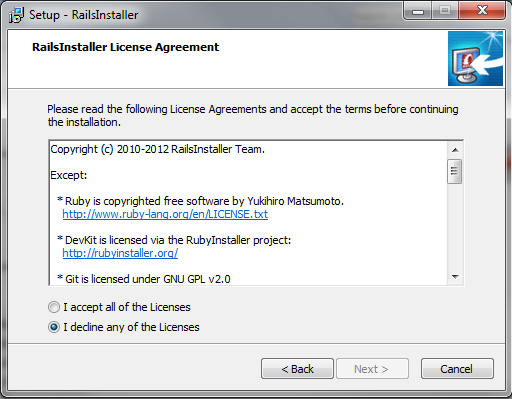 Setup - RailsInstaller
RailsInstaller License Agreement
Please read the following License Agreements and accept the terms before continuing
the installation.
Copyright (c) 2010-2012 RailsInstaller Team.
Except:
* Ruby is copyrighted free software by Yukihiro Matsumoto.
http://www.ruby-lang.org/en/LICENSE.txt
* DevKit is licensed via the RubyInstaller project:
http://rubyinstaller.org/
* Git is licensed under GNU GPL v2.0
I accept all of the Licenses
I decline any of the Licenses
< Back Next > Cancel